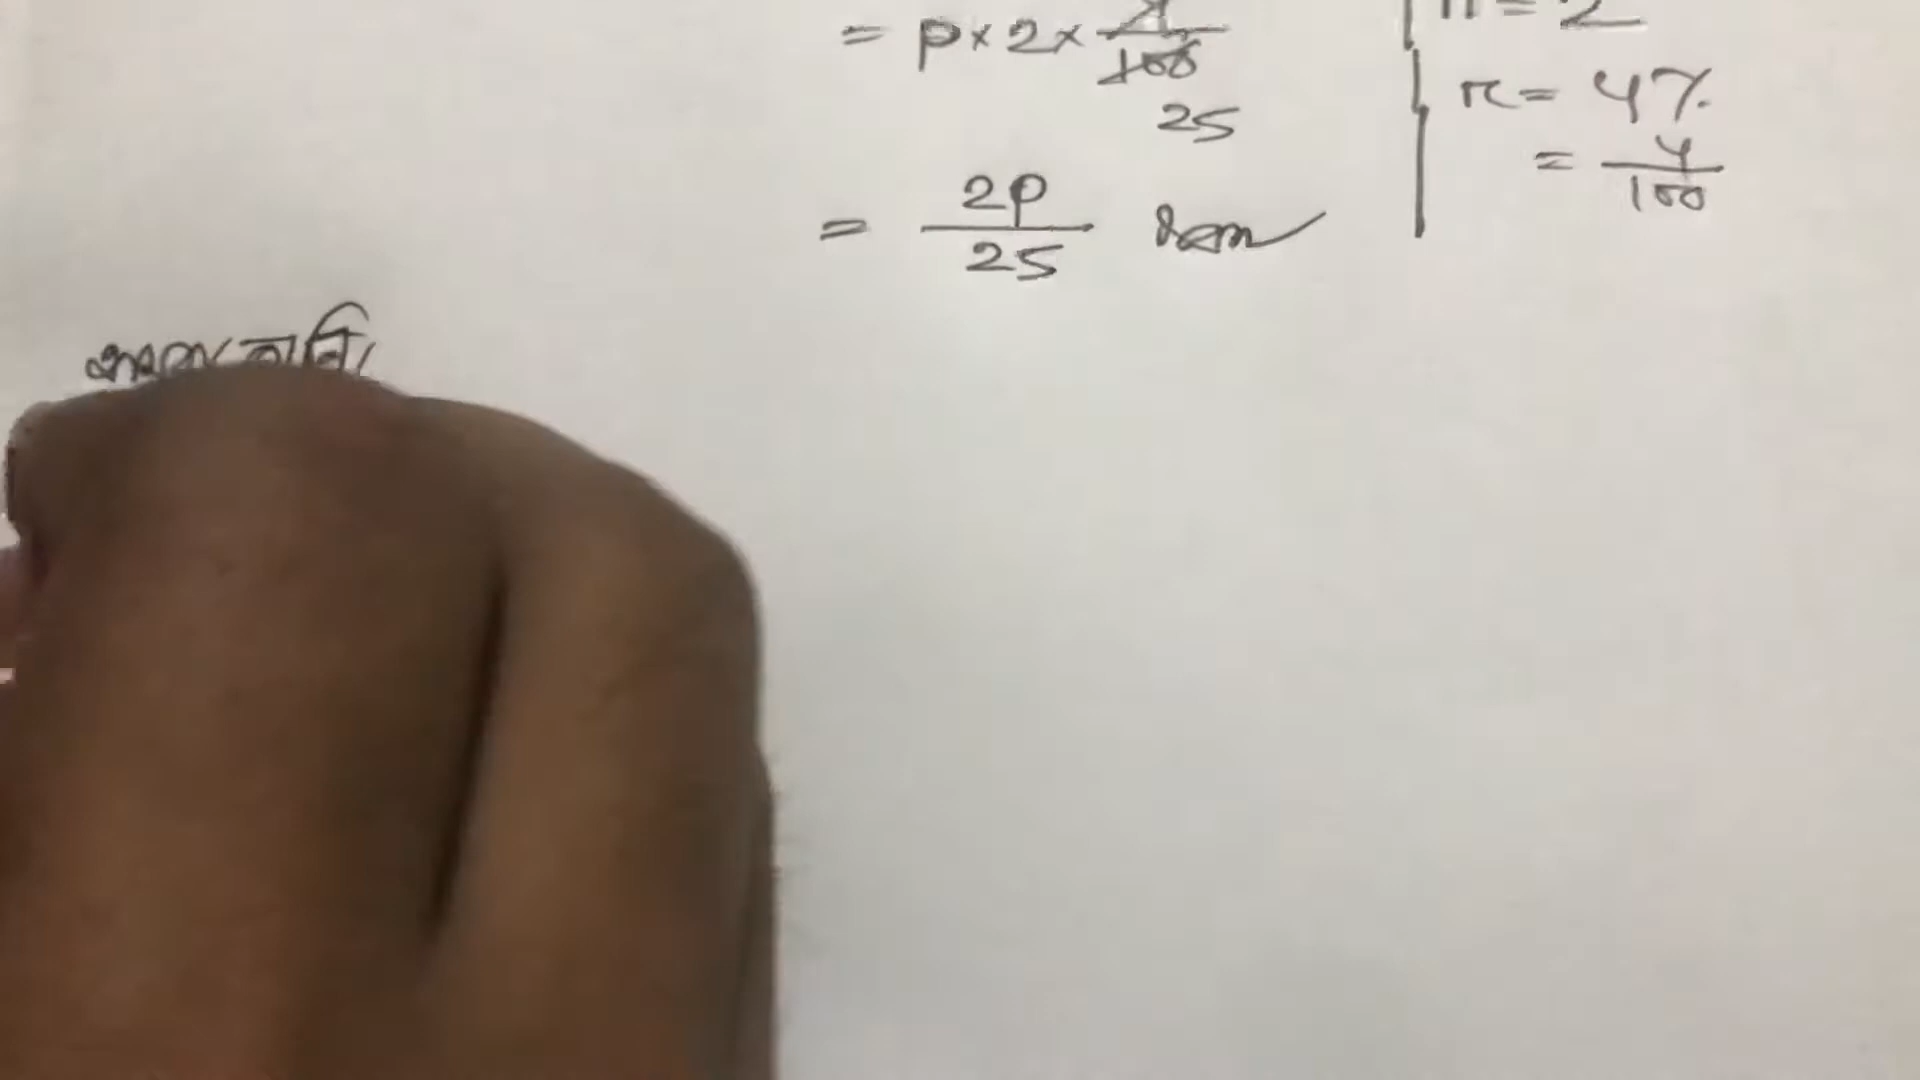 = P × 2 × 4/100
25
= 2P/25 টাকা
n = 2
r = 4%
= 4/100